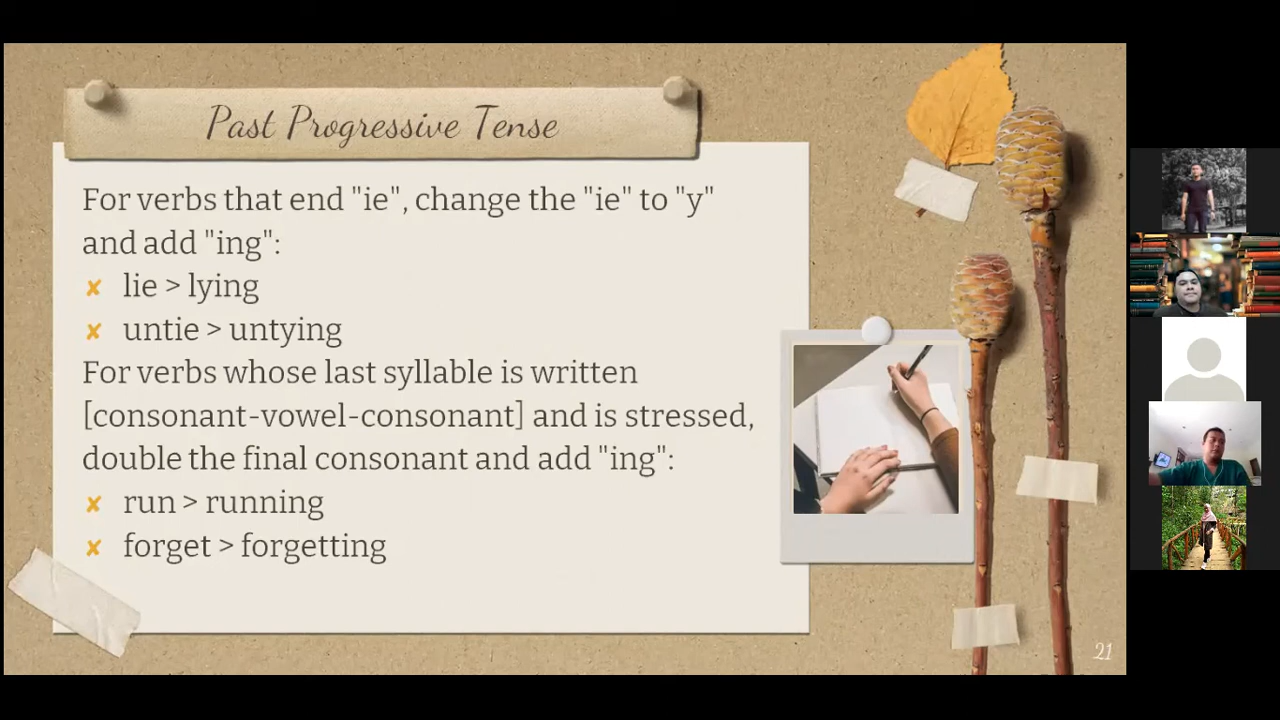 Past Progressive Tense
For verbs that end "ie", change the "ie" to "y"
and add "ing":
✘ lie > lying
✘ untie > untying
For verbs whose last syllable is written
[consonant-vowel-consonant] and is stressed,
double the final consonant and add "ing":
✘ run > running
✘ forget > forgetting
21